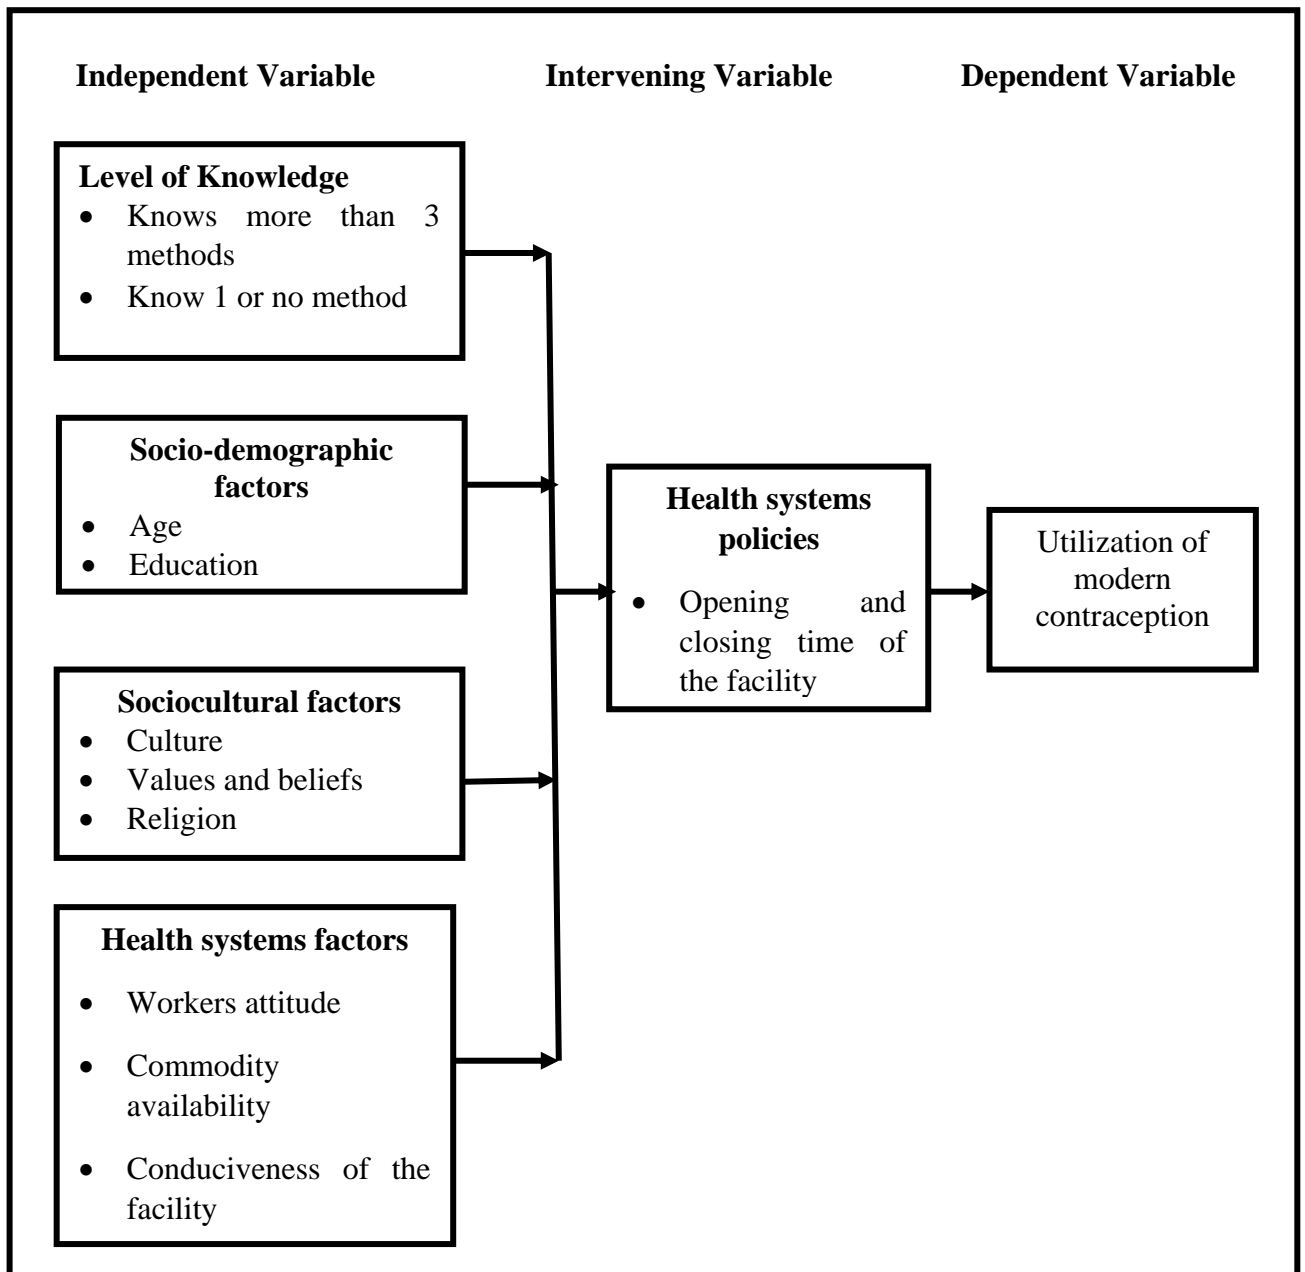 Independent Variable
Intervening Variable
Dependent Variable
Level of Knowledge
• Knows more than 3
methods
• Know 1 or no method
Socio-demographic
factors
• Age
• Education
Sociocultural factors
• Culture
• Values and beliefs
• Religion
Health systems factors
• Workers attitude
• Commodity
availability
• Conduciveness of the
facility
Health systems
policies
• Opening and
closing time of
the facility
Utilization of
modern
contraception